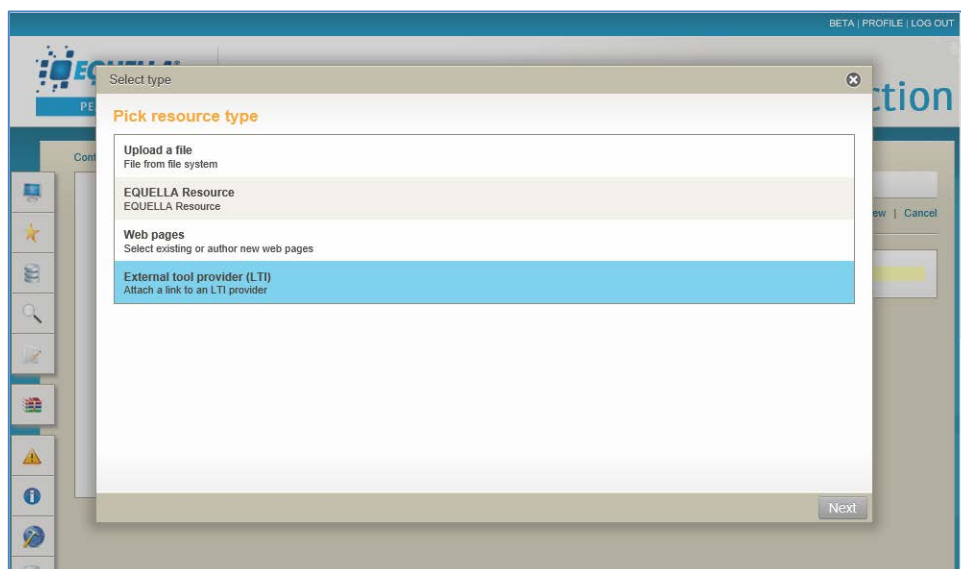 BETA | PROFILE | LOG OUT
Select type
ction
Pick resource type
Upload a file
File from file system
EQUELLA Resource
EQUELLA Resource
Web pages
Select existing or author new web pages
External tool provider (LTI)
Attach a link to an LTI provider
ew | Cancel
Next